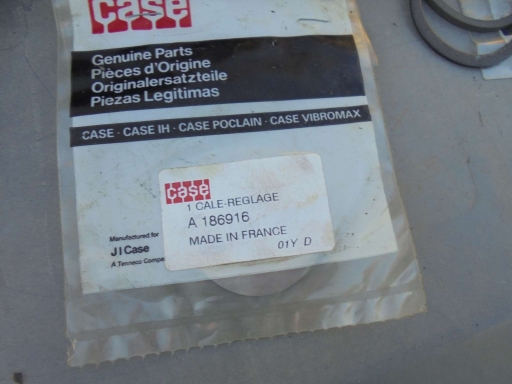 case
Genuine Parts
Pièces d'Origine
Originalersatzteile
Piezas Legitimas
CASE · CASE IH · CASE POCLAIN · CASE VIBROMAX
case
1 CALE-REGLAGE
A 186916
MADE IN FRANCE
01Y D
Manufactured for
J I Case
A Tenneco Compa